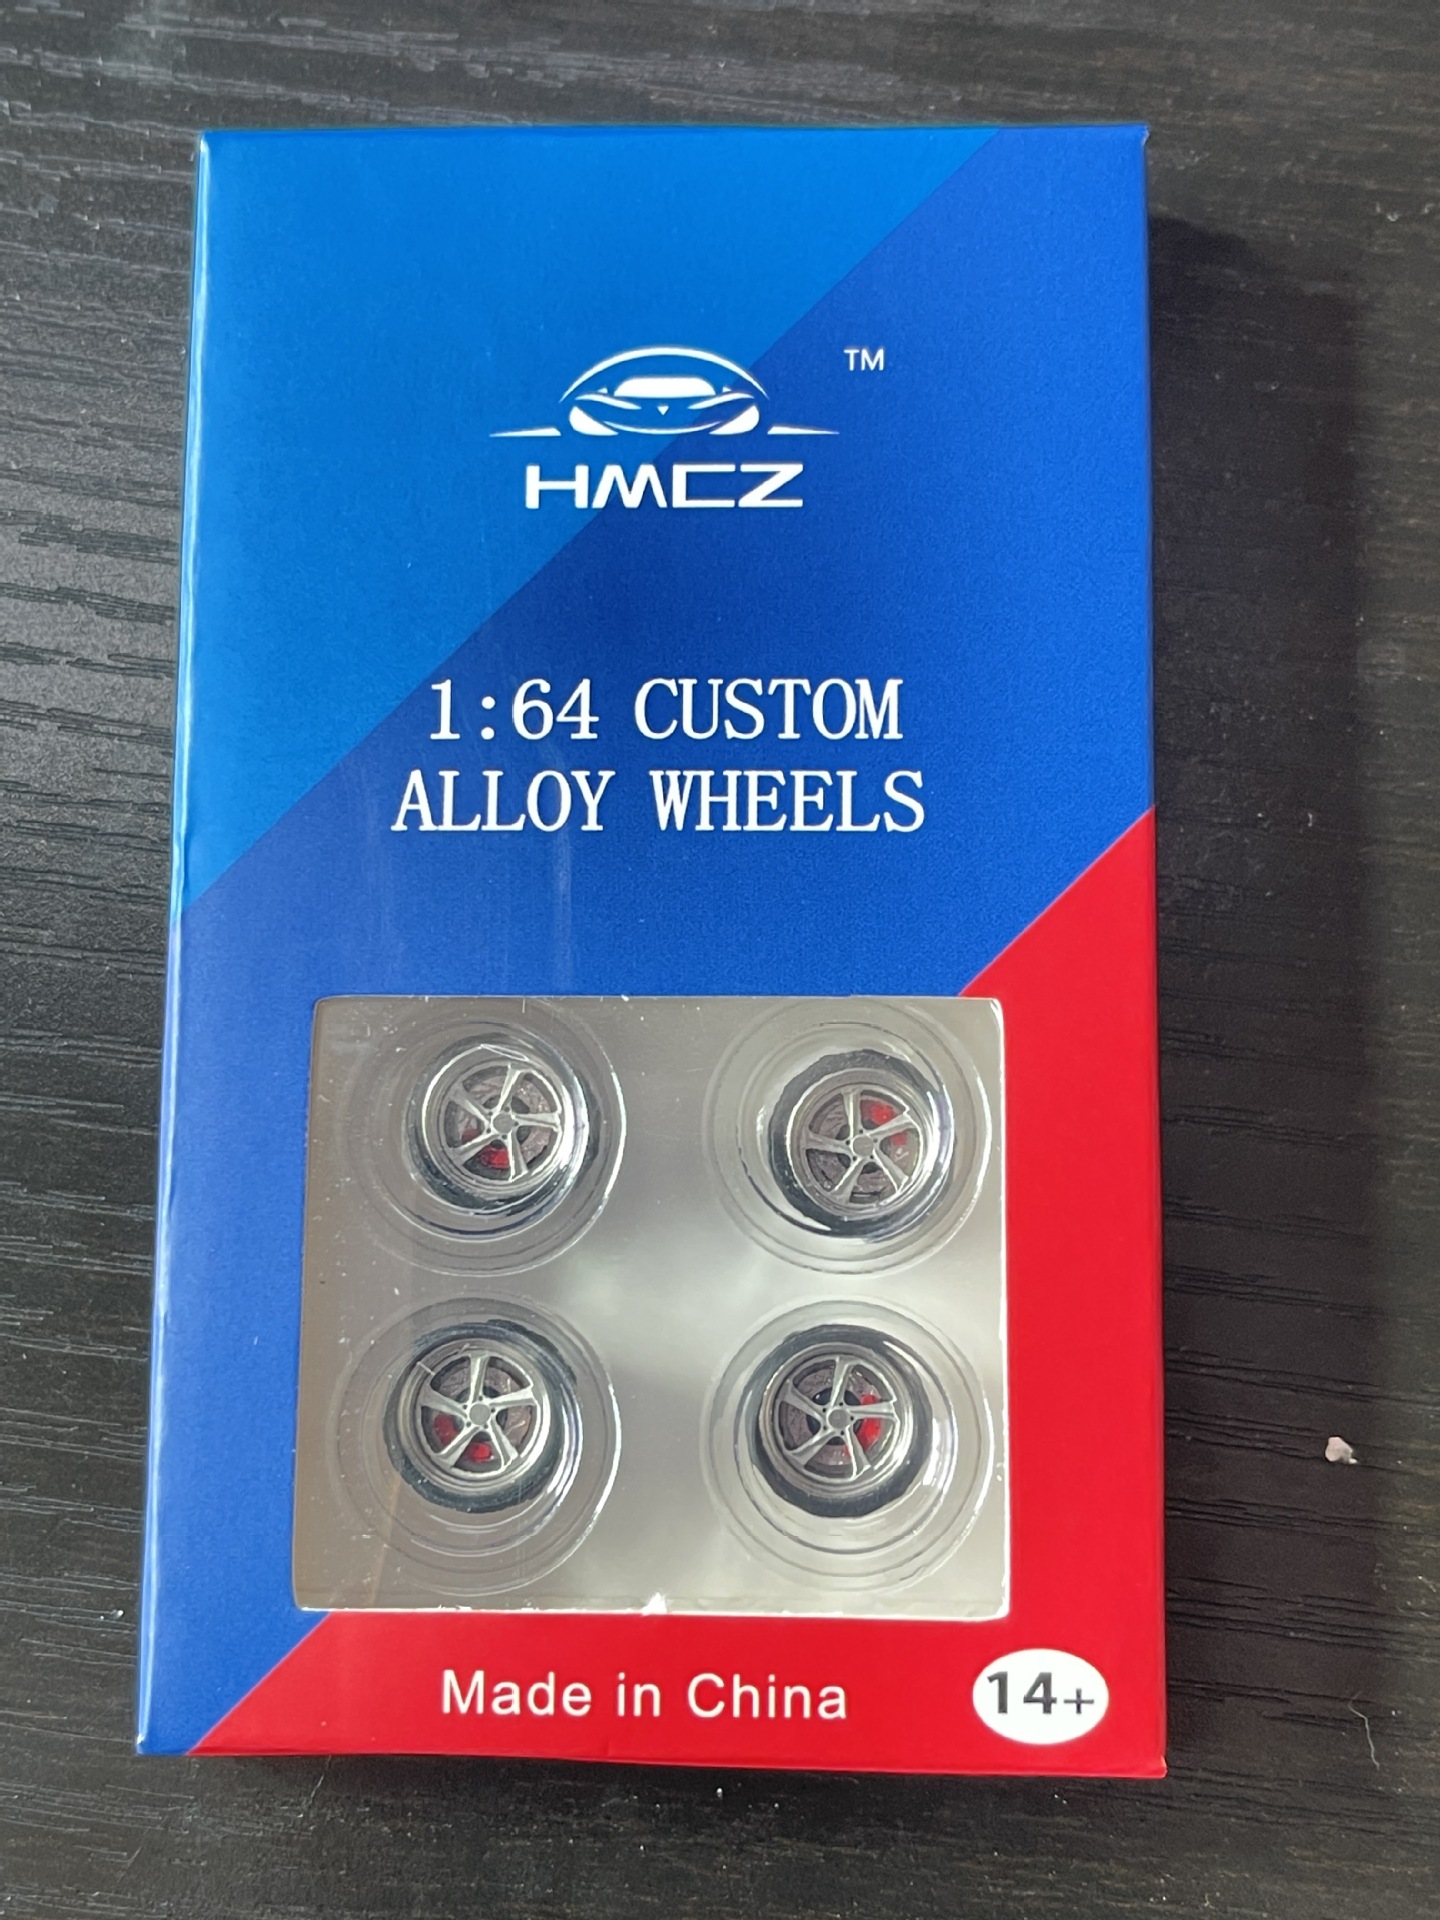 TM
HMCZ
1:64 CUSTOM
ALLOY WHEELS
Made in China
14+